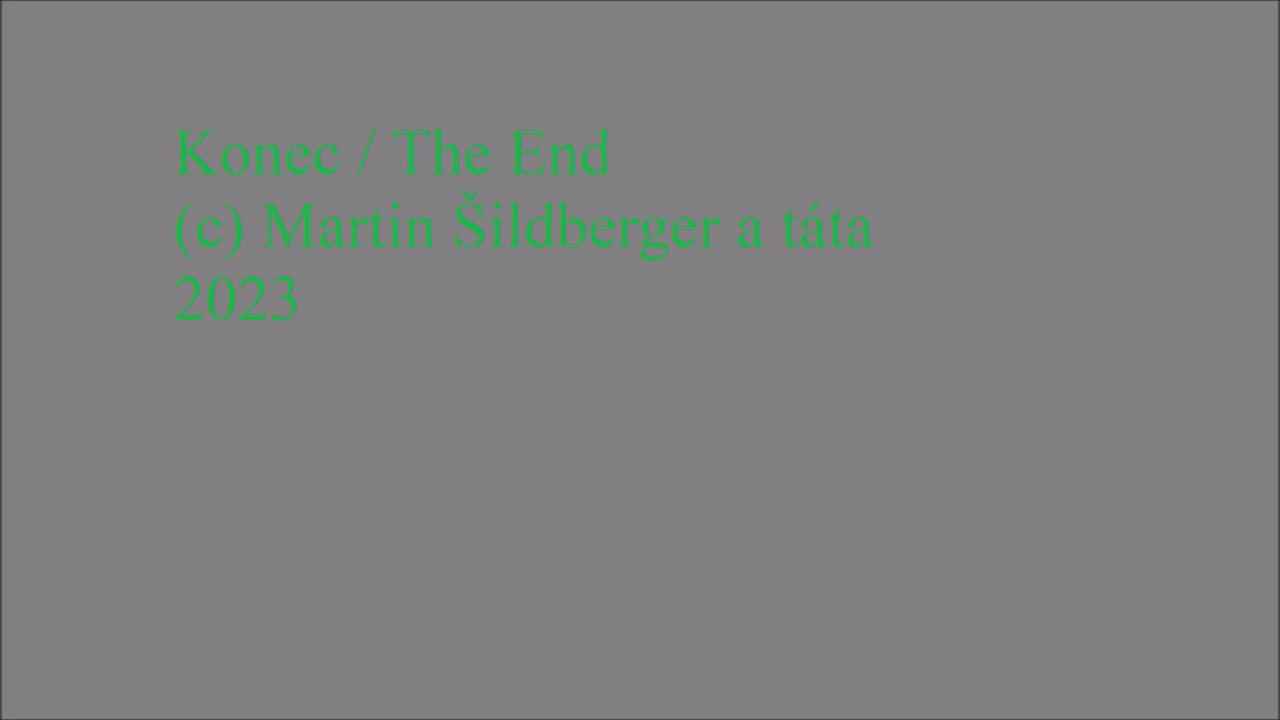 Konec / The End
(c) Martin Šildberger a táta
2023